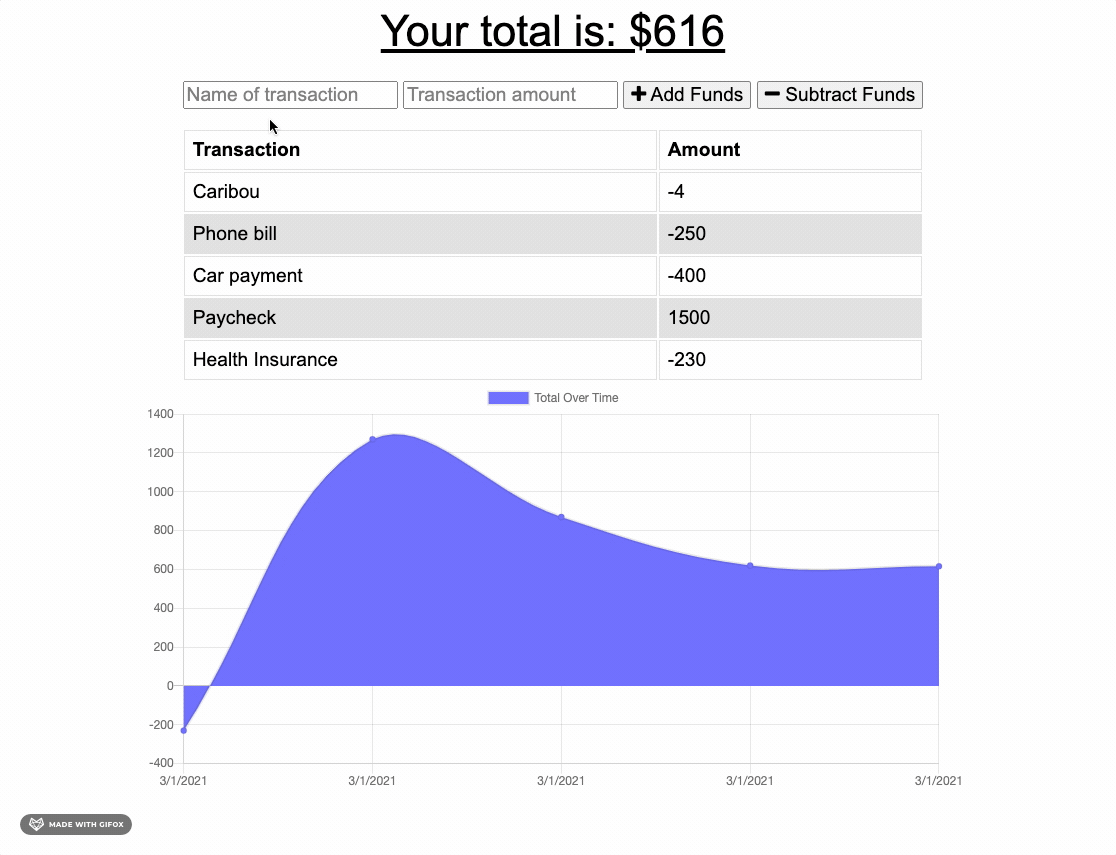 Your total is: $616
Name of transaction Transaction amount Add Funds Subtract Funds
Transaction Amount
Caribou -4
Phone bill -250
Car payment -400
Paycheck 1500
Health Insurance -230
Total Over Time
1400
1200
1000
800
600
400
200
0
-200
-400
3/1/2021 3/1/2021 3/1/2021 3/1/2021 3/1/2021
MADE WITH GIFOX